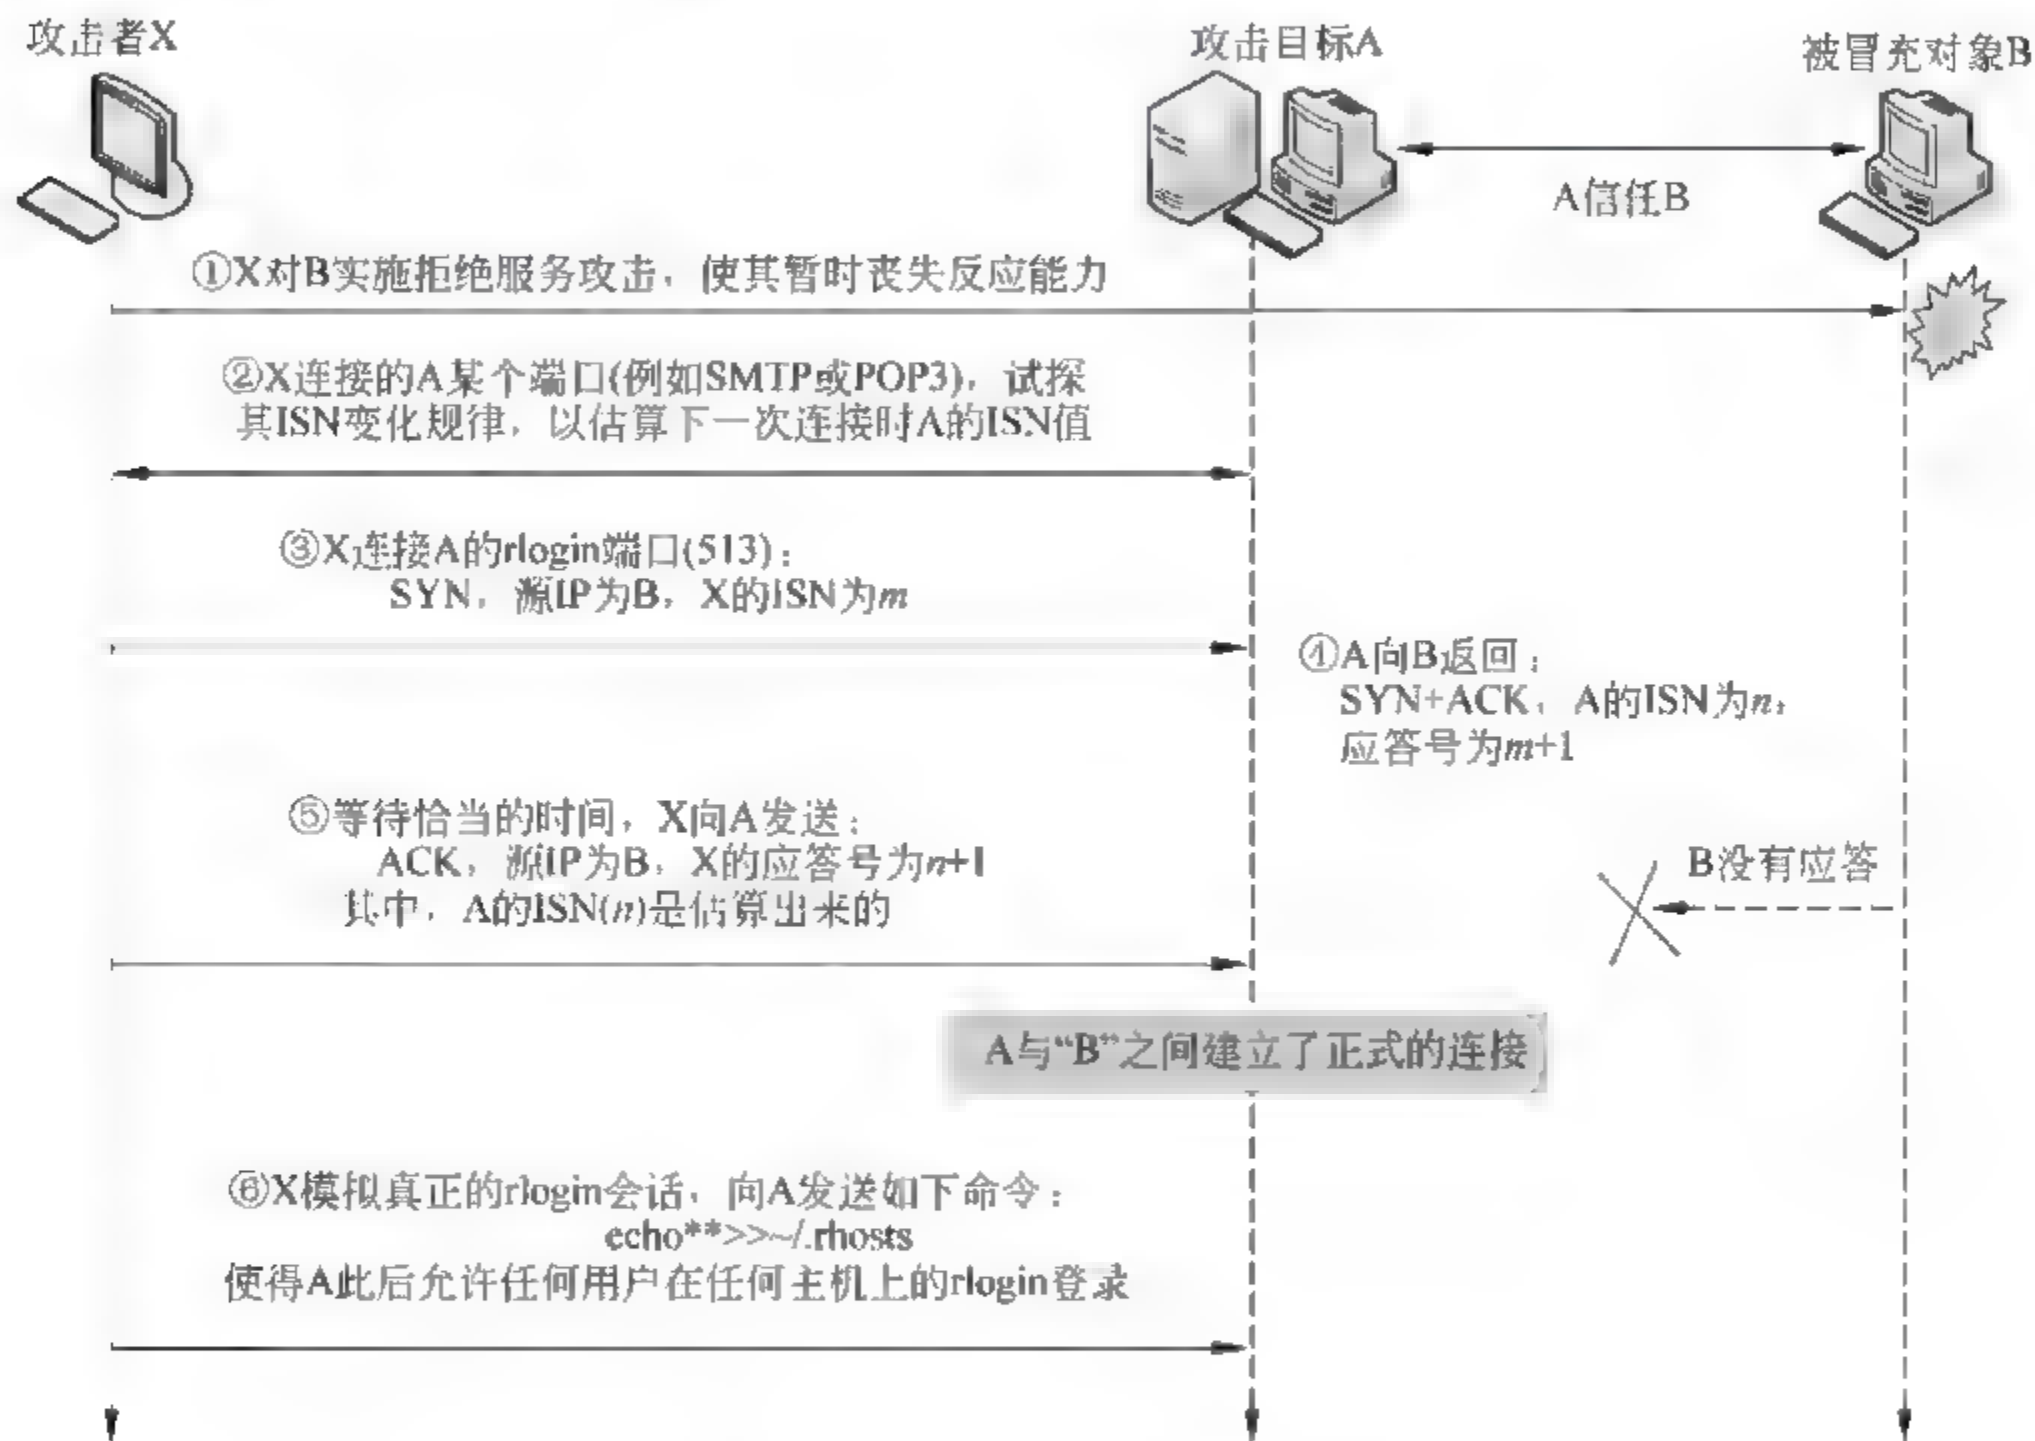 攻击者X
攻击目标A
被冒充对象B
A信任B
①X对B实施拒绝服务攻击，使其暂时丧失反应能力
②X连接的A某个端口(例如SMTP或POP3)，试探
其ISN变化规律，以估算下一次连接时A的ISN值
③X连接A的rlogin端口(513)：
SYN，源IP为B，X的ISN为m
④A向B返回：
SYN+ACK，A的ISN为n，
应答号为m+1
⑤等待恰当的时间，X向A发送：
ACK，源IP为B，X的应答号为n+1
其中，A的ISN(n)是估算出来的
B没有应答
A与“B”之间建立了正式的连接
⑥X模拟真正的rlogin会话，向A发送如下命令：
echo**>>~/.rhosts
使得A此后允许任何用户在任何主机上的rlogin登录